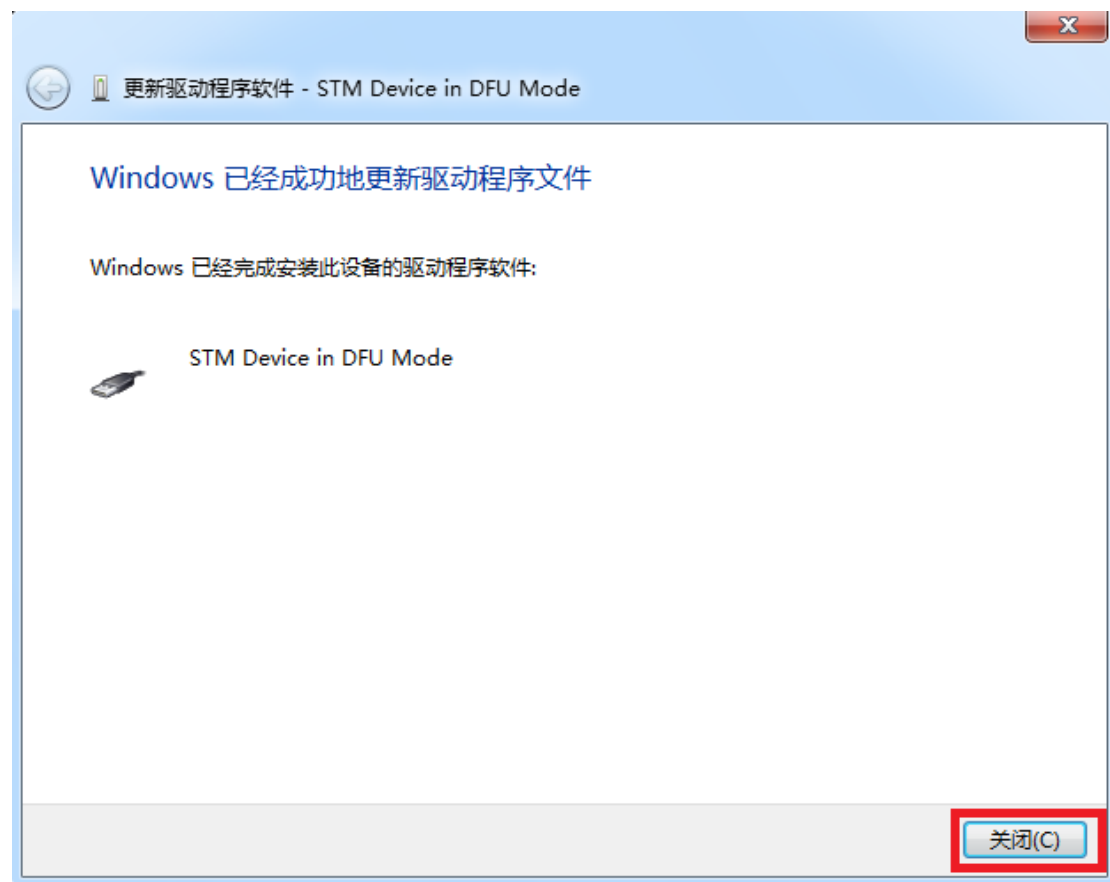 更新驱动程序软件 - STM Device in DFU Mode
Windows 已经成功地更新驱动程序文件
Windows 已经完成安装此设备的驱动程序软件:
STM Device in DFU Mode
关闭(C)